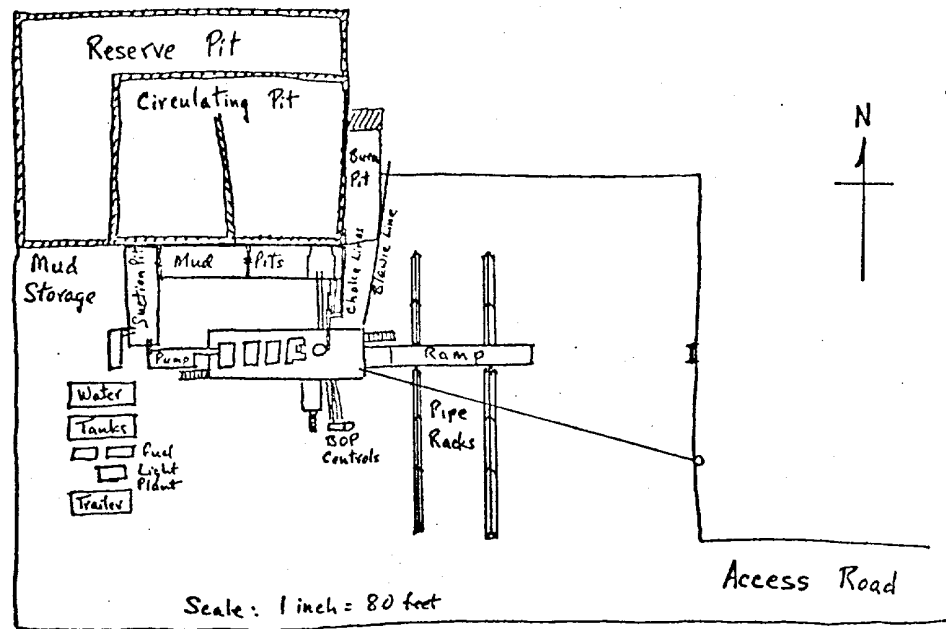 Reserve Pit
Circulating Pit
N
Burn
Pit
Choke Lines
Blooie Line
Mud
Storage
Suction Pit
Mud Pits
Pump
Ramp
Water
Tanks
Fuel
Light
Plant
Trailer
BOP
Controls
Pipe
Racks
Access Road
Scale: 1 inch = 80 feet